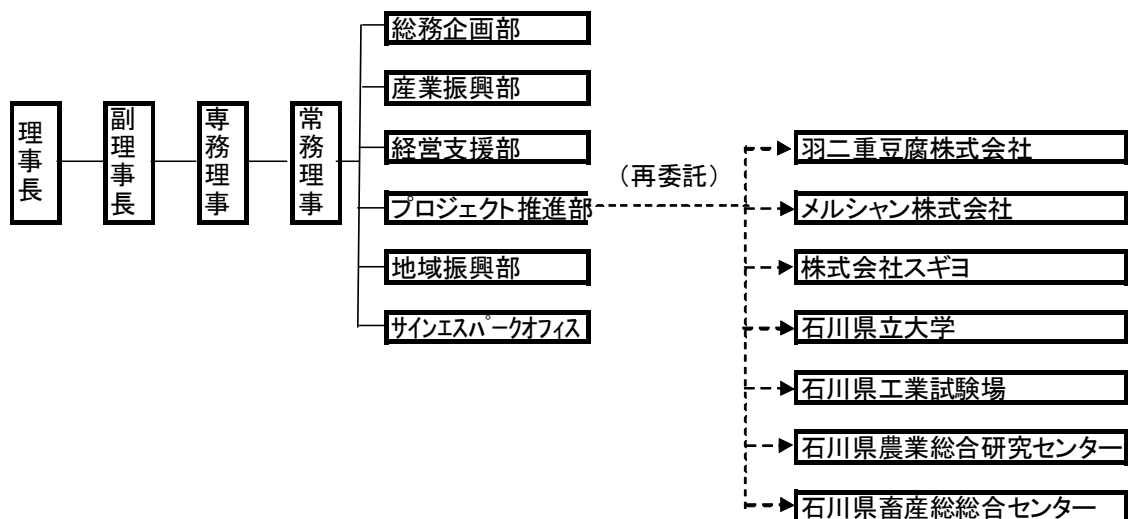 理事長
副理事長
専務理事
常務理事
総務企画部
産業振興部
経営支援部
プロジェクト推進部
地域振興部
サインエスパークオフィス
（再委託）
羽二重豆腐株式会社
メルシャン株式会社
株式会社スギヨ
石川県立大学
石川県工業試験場
石川県農業総合研究センター
石川県畜産総総合センター